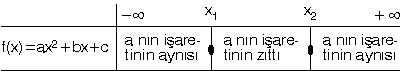 −∞ x₁ x₂ +∞
f(x)=ax²+bx+c
a nın işare-
tinin aynısı
a nın işare-
tinin zıttı
a nın işare-
tinin aynısı